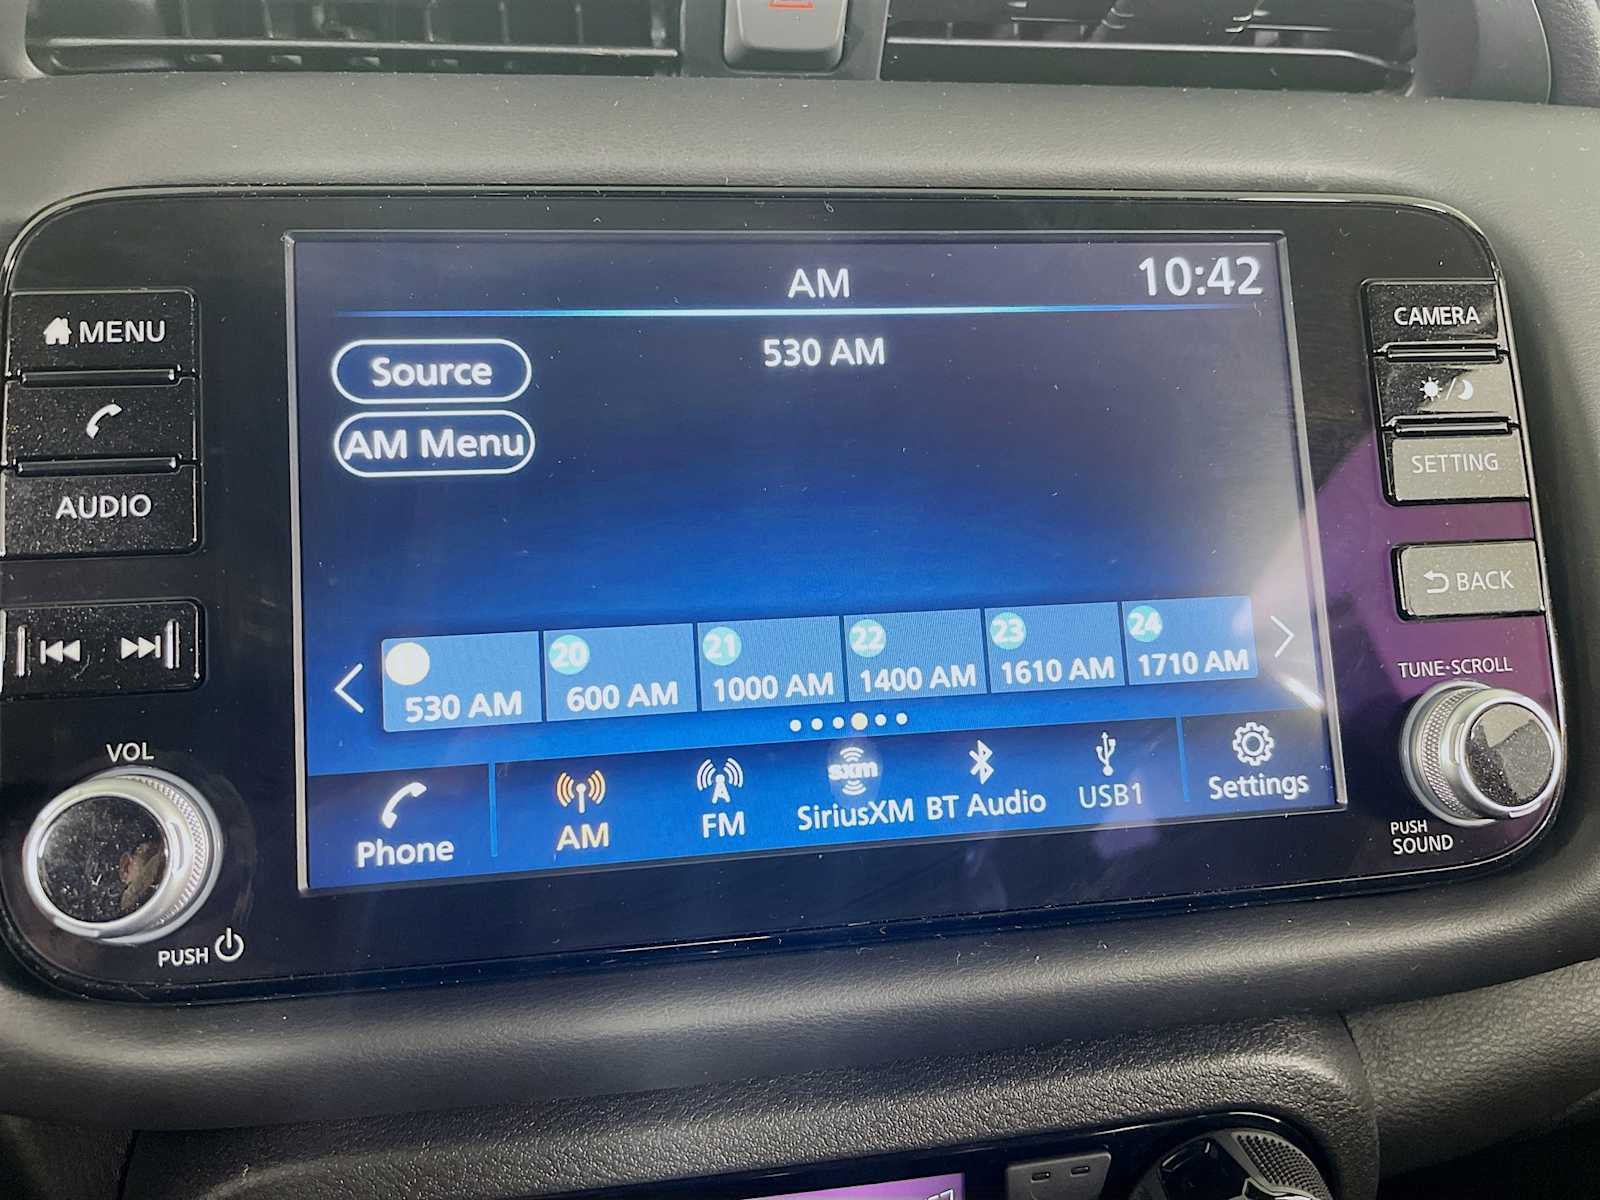 AM
10:42
MENU
CAMERA
Source
530 AM
AM Menu
SETTING
AUDIO
BACK
20
21
22
23
24
530 AM
600 AM
1000 AM
1400 AM
1610 AM
1710 AM
TUNE·SCROLL
VOL
Phone
AM
FM
sxm
SiriusXM
BT Audio
USB1
Settings
PUSH
SOUND
PUSH